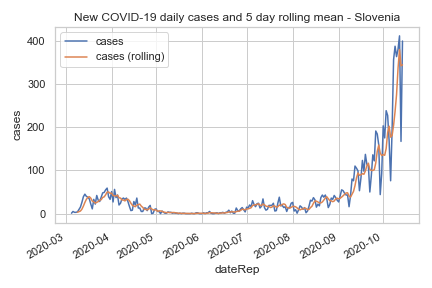 New COVID-19 daily cases and 5 day rolling mean - Slovenia
cases
cases (rolling)
400
300
200
100
0
cases
2020-03
2020-04
2020-05
2020-06
2020-07
2020-08
2020-09
2020-10
dateRep